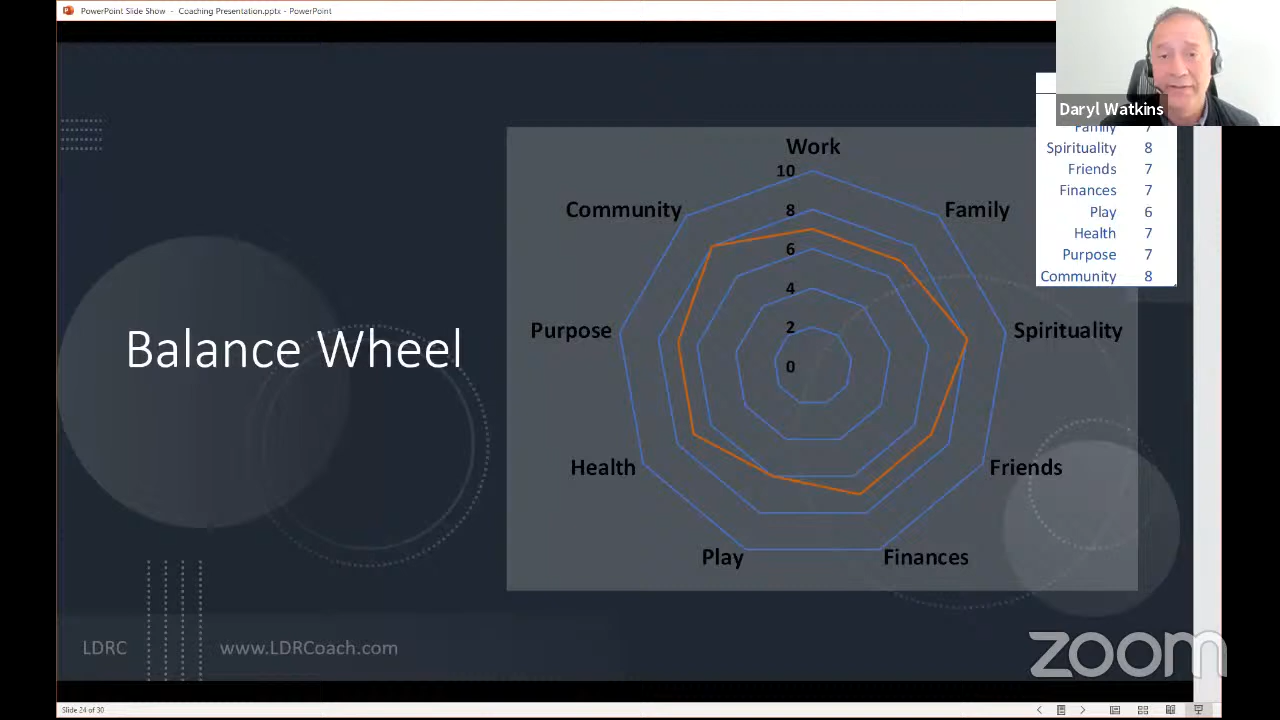 PowerPoint Slide Show - Coaching Presentation.pptx - PowerPoint
Daryl Watkins
Family 7
Spirituality 8
Friends 7
Finances 7
Play 6
Health 7
Purpose 7
Community 8
Balance Wheel
Work
10
8
6
4
2
0
Family
Spirituality
Friends
Finances
Play
Health
Purpose
Community
LDRC
www.LDRCoach.com
zoom
Slide 24 of 30